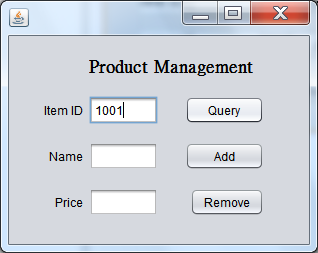 Product Management
Item ID 1001 Query
Name Add
Price Remove